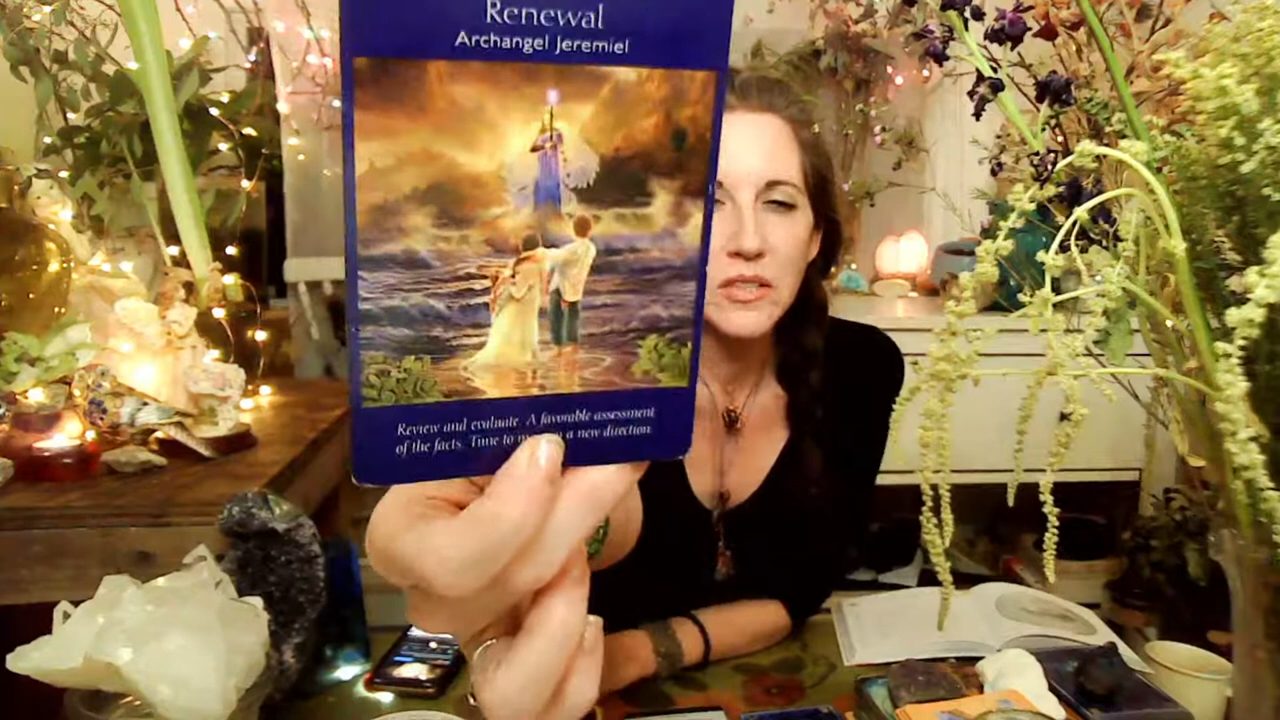 Renewal
Archangel Jeremiel
Review and evaluate. A favorable assessment
of the facts. Time to a new direction.